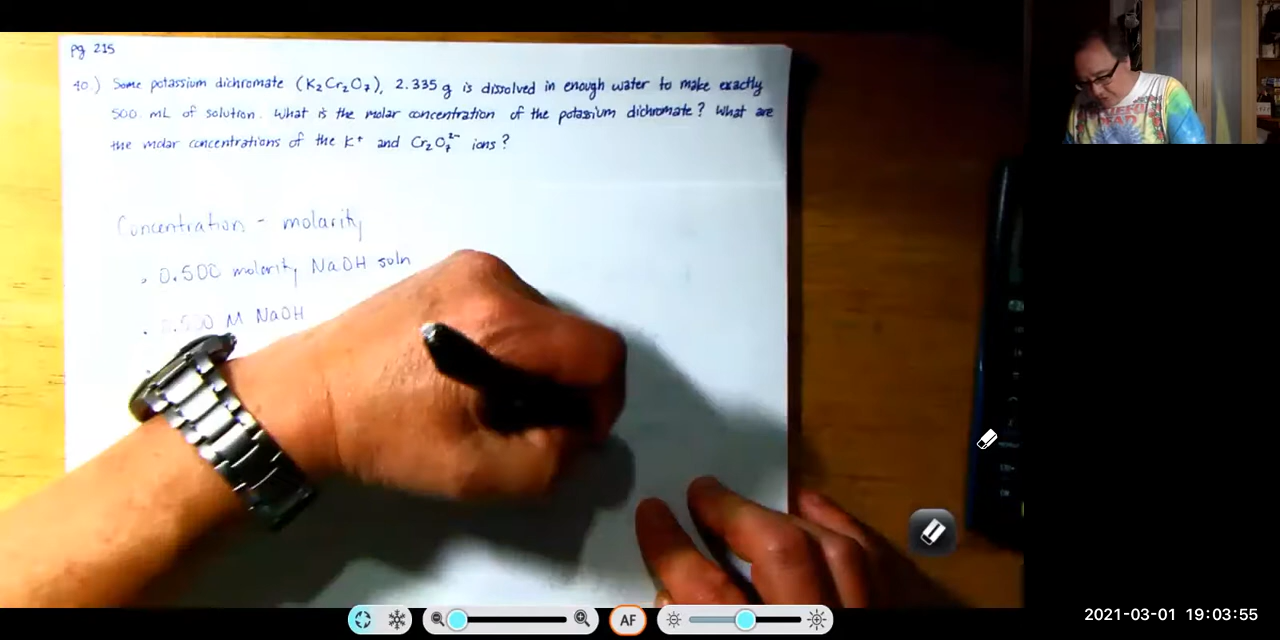 pg 215
40.) Some potassium dichromate (K₂Cr₂O₇), 2.335 g is dissolved in enough water to make exactly
500. mL of solution. What is the molar concentration of the potassium dichromate? What are
the molar concentrations of the K⁺ and Cr₂O₇²⁻ ions?
Concentration - molarity
. 0.500 molarity NaOH soln
. 0.500 M NaOH
AF
2021-03-01 19:03:55